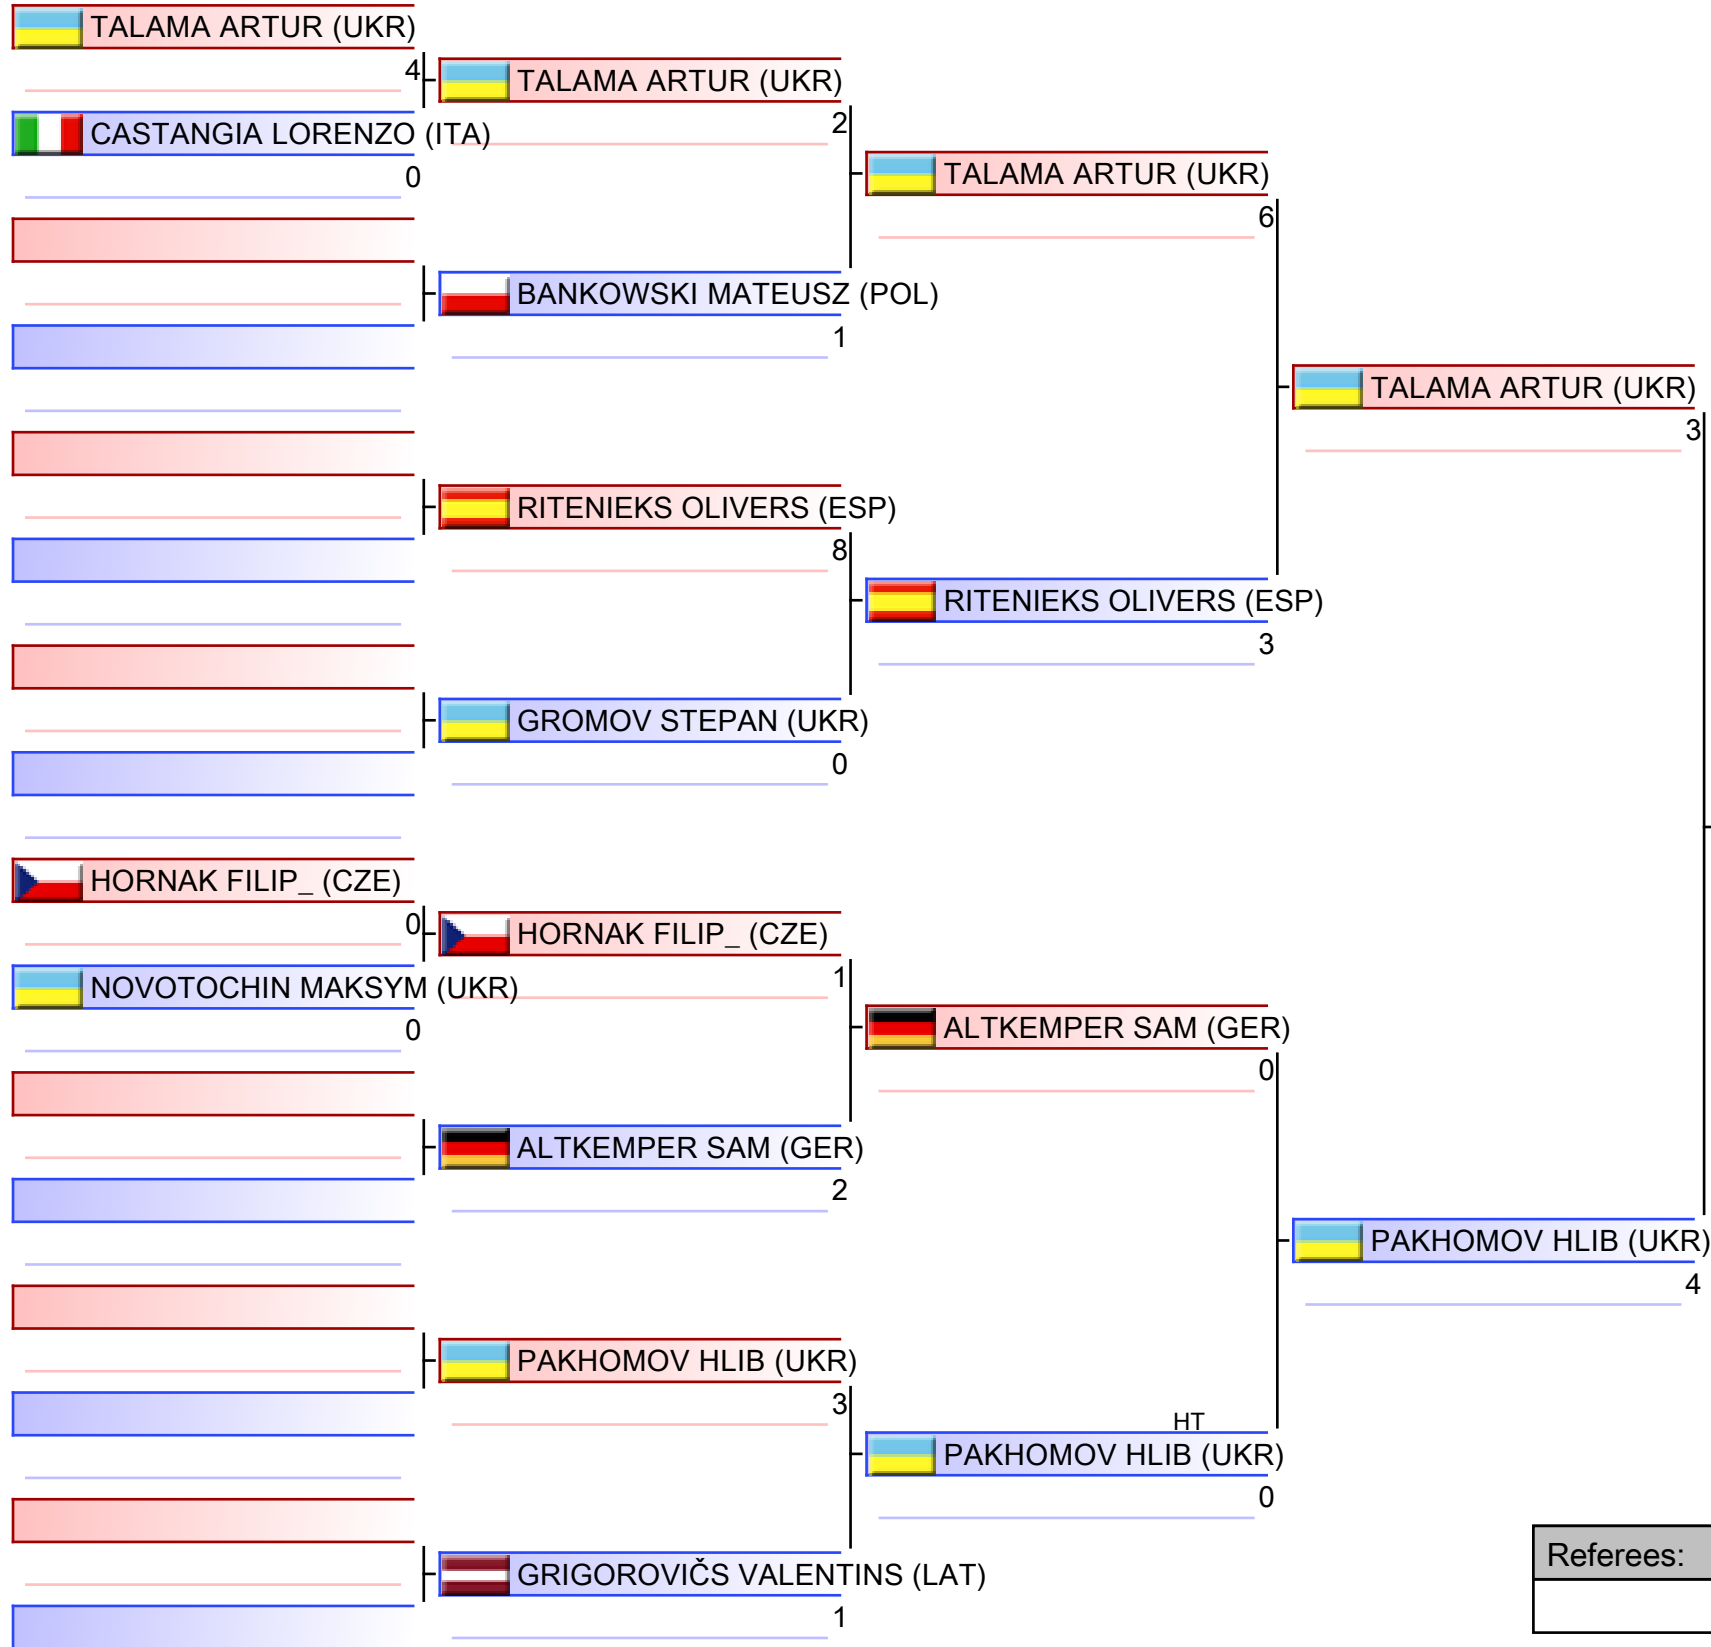 TALAMA ARTUR (UKR)
4
CASTANGIA LORENZO (ITA)
0
HORNAK FILIP_ (CZE)
0
NOVOTOCHIN MAKSYM (UKR)
0
TALAMA ARTUR (UKR)
2
BANKOWSKI MATEUSZ (POL)
1
RITENIEKS OLIVERS (ESP)
8
GROMOV STEPAN (UKR)
0
HORNAK FILIP_ (CZE)
1
ALTKEMPER SAM (GER)
2
PAKHOMOV HLIB (UKR)
3
GRIGOROVIČS VALENTINS (LAT)
1
TALAMA ARTUR (UKR)
6
RITENIEKS OLIVERS (ESP)
3
ALTKEMPER SAM (GER)
0
HT
PAKHOMOV HLIB (UKR)
0
TALAMA ARTUR (UKR)
3
PAKHOMOV HLIB (UKR)
4
Referees: